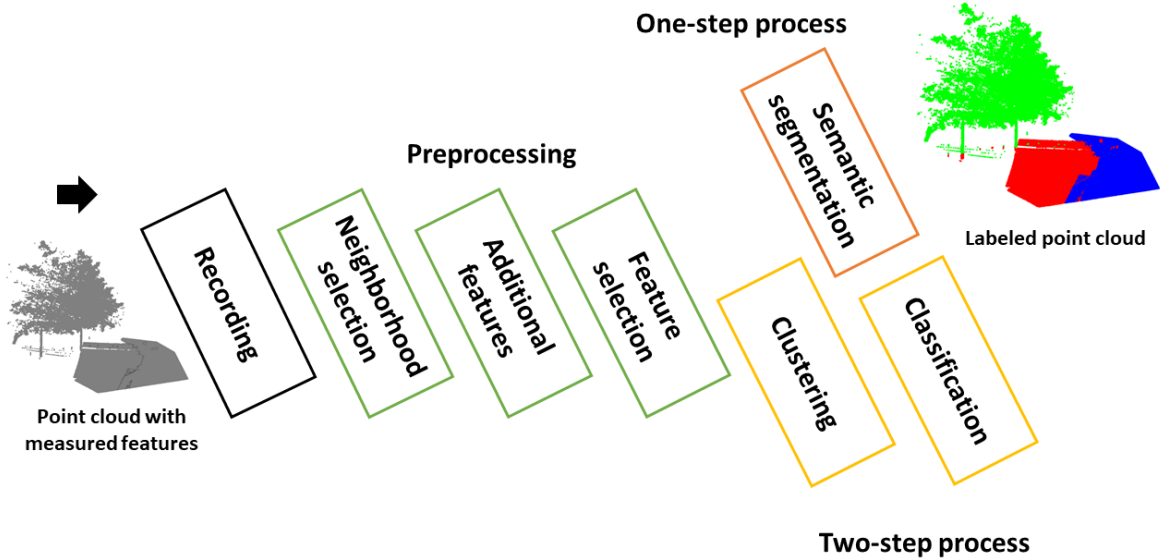 One-step process
Preprocessing
Recording
Neighborhood
selection
Additional
features
Feature
selection
Semantic
segmentation
Clustering
Classification
Labeled point cloud
Point cloud with
measured features
Two-step process